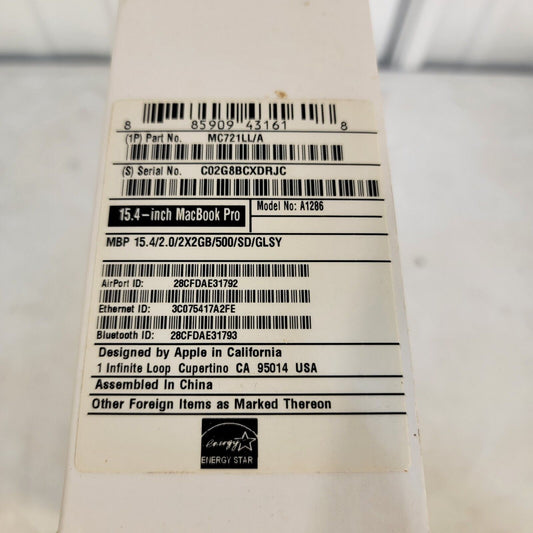 8 85909 43161 8
(1P) Part No. MC721LL/A
(S) Serial No. C02G8BCXDRJC
15.4-inch MacBook Pro
Model No: A1286
MBP 15.4/2.0/2X2GB/500/SD/GLSY
AirPort ID: 28CFDAE31792
Ethernet ID: 3C075417A2FE
Bluetooth ID: 28CFDAE31793
Designed by Apple in California
1 Infinite Loop Cupertino CA 95014 USA
Assembled In China
Other Foreign Items as Marked Thereon
energy
ENERGY STAR